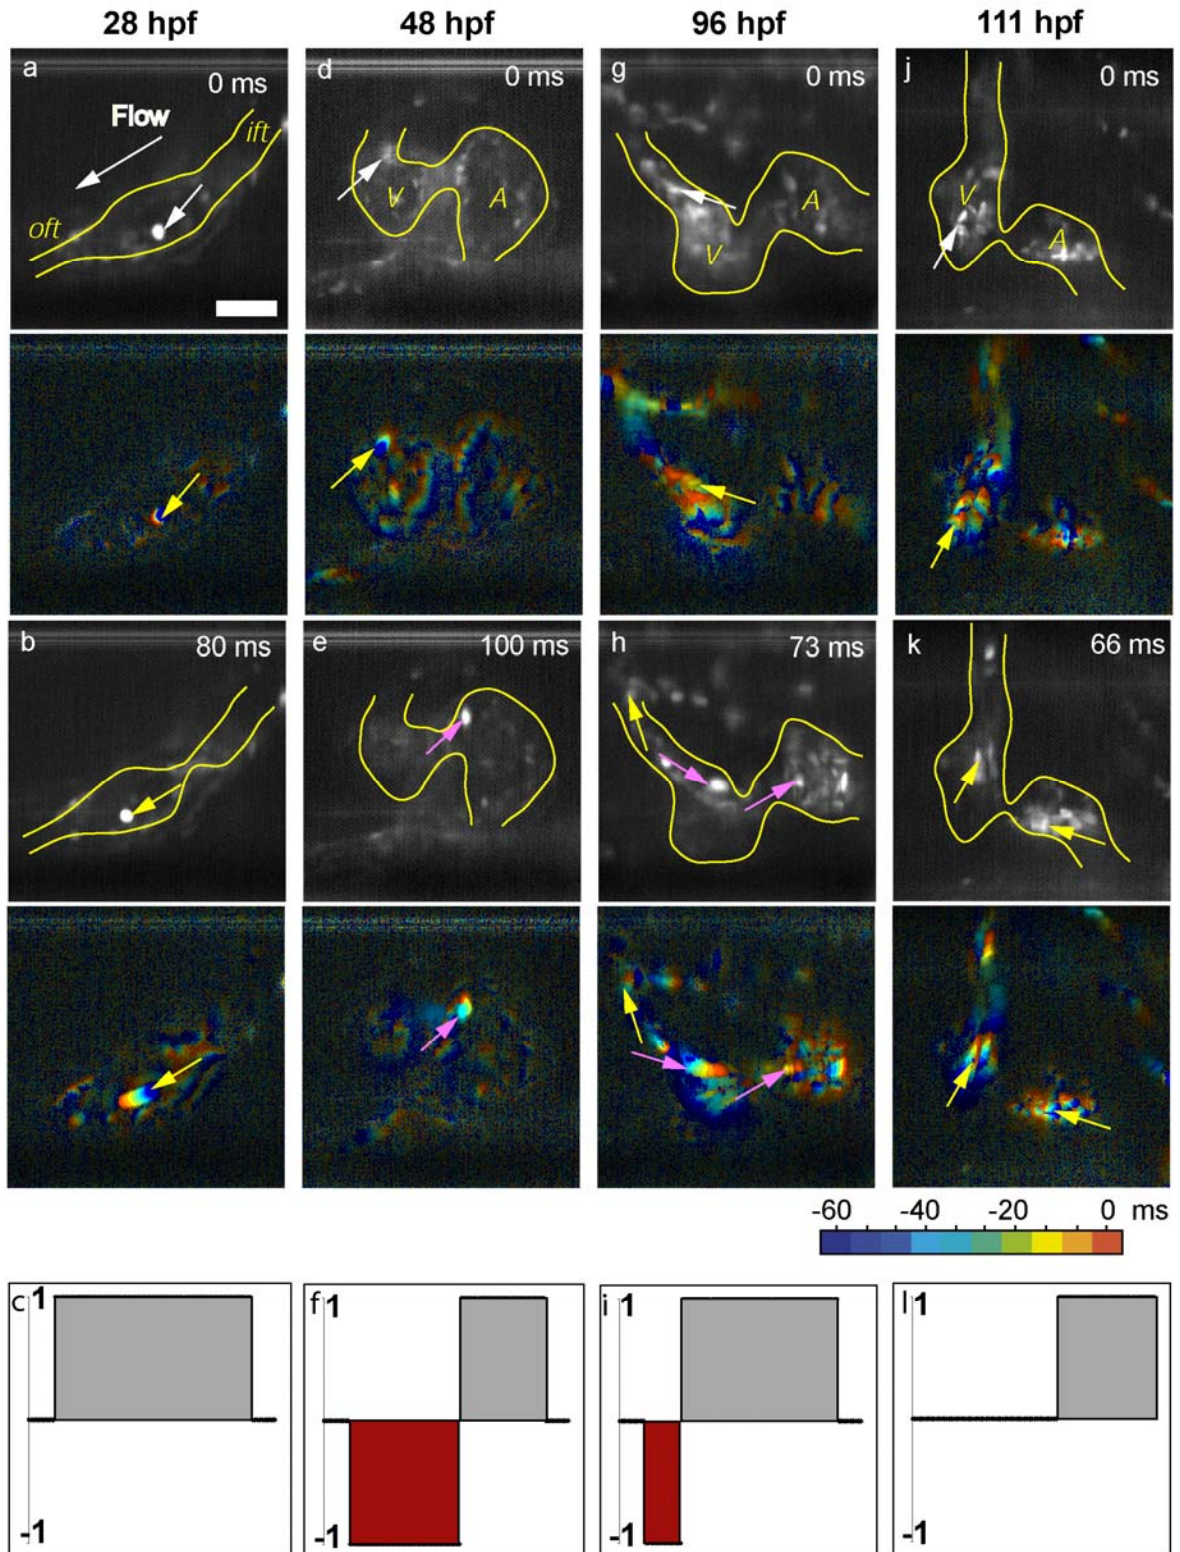 28 hpf
48 hpf
96 hpf
111 hpf
a
0 ms
Flow
ift
oft
d
0 ms
V
A
g
0 ms
A
V
j
0 ms
V
A
b
80 ms
e
100 ms
h
73 ms
k
66 ms
-60 -40 -20 0 ms
c
1
-1
f
1
-1
i
1
-1
l
1
-1